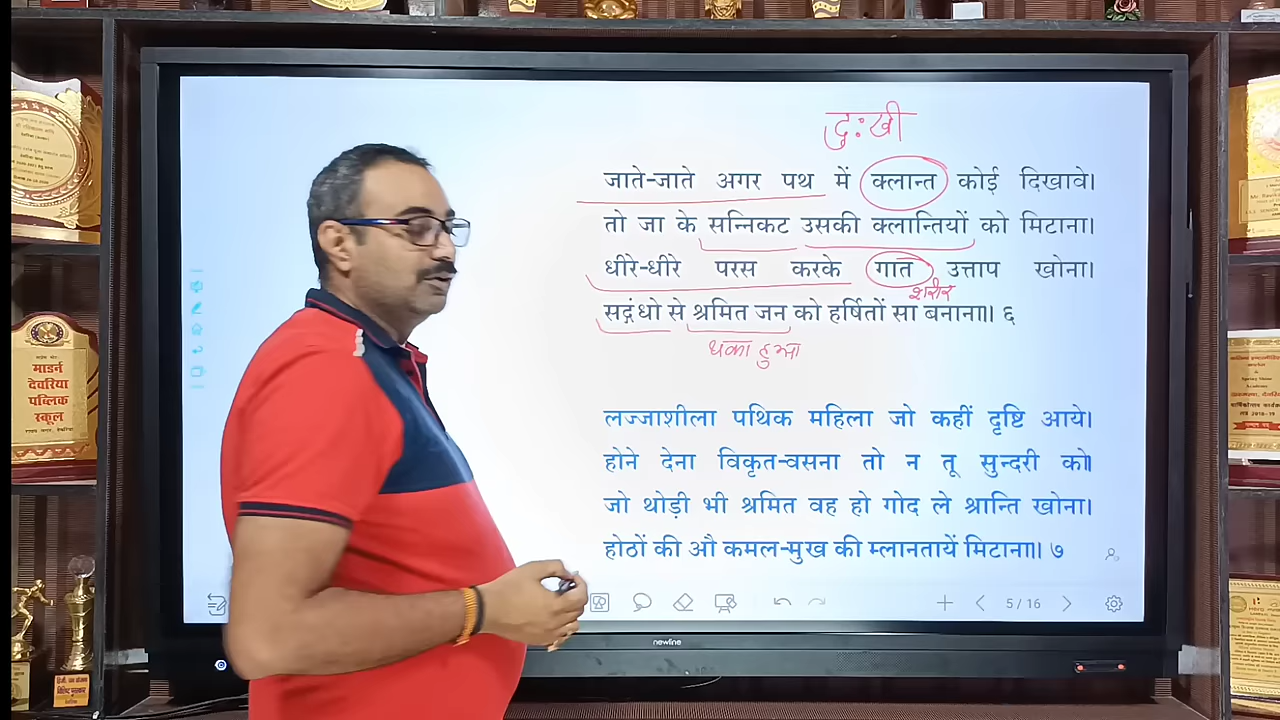 दुःखी
जाते-जाते अगर पथ में क्लान्त कोई दिखावे।
तो जा के सन्निकट उसकी क्लान्तियों को मिटाना।
धीरे-धीरे परस करके गात उत्ताप खोना।
शरीर
सद्गंधो से श्रमित जन को हर्षितों सा बनाना।। ६
थका हुआ
लज्जाशीला पथिक महिला जो कहीं दृष्टि आये।
होने देना विकृत-वसना तो न तू सुन्दरी को।
जो थोड़ी भी श्रमित वह हो गोद ले श्रान्ति खोना।
होठों की औ कमल-मुख की म्लानतायें मिटाना।। ७
5/16
newline
माडर्न
देवरिया
पब्लिक
स्कूल